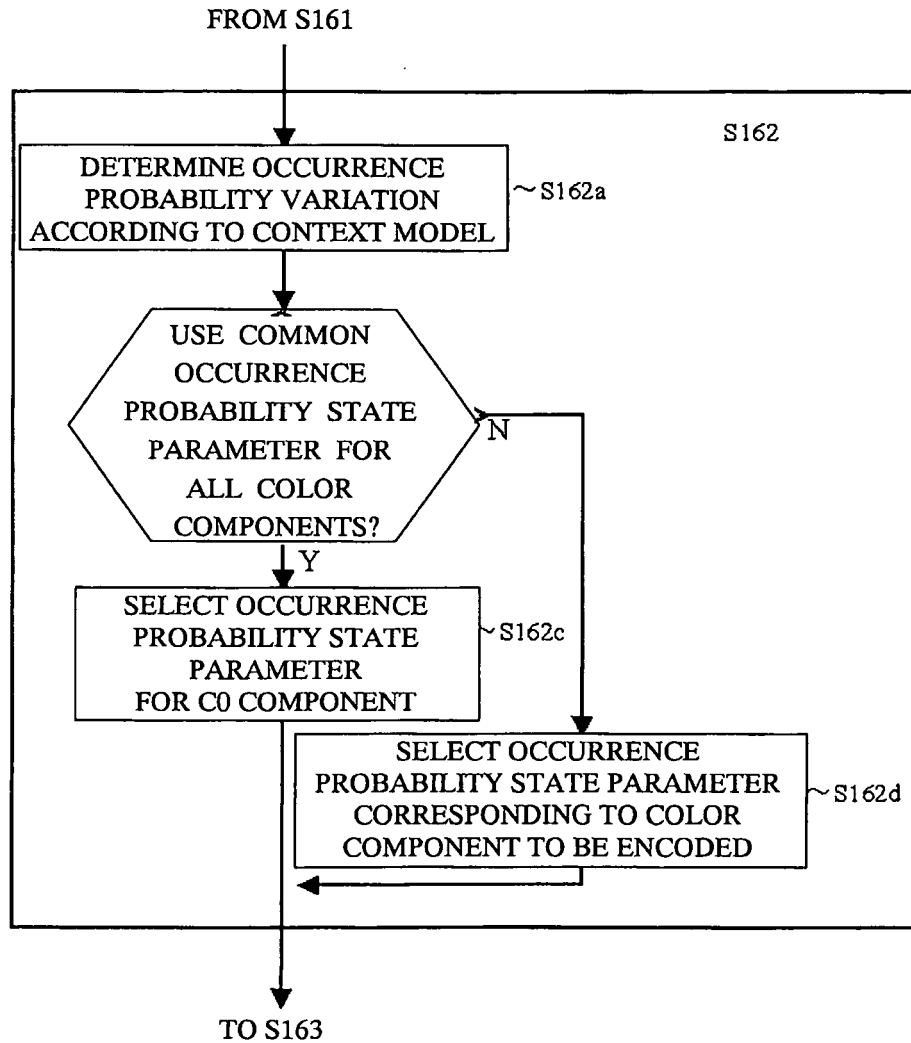 FROM S161
S162
DETERMINE OCCURRENCE
PROBABILITY VARIATION
ACCORDING TO CONTEXT MODEL
~S162a
USE COMMON
OCCURRENCE
PROBABILITY STATE
PARAMETER FOR
ALL COLOR
COMPONENTS?
N
Y
SELECT OCCURRENCE
PROBABILITY STATE
PARAMETER
FOR C0 COMPONENT
~S162c
SELECT OCCURRENCE
PROBABILITY STATE PARAMETER
CORRESPONDING TO COLOR
COMPONENT TO BE ENCODED
~S162d
TO S163